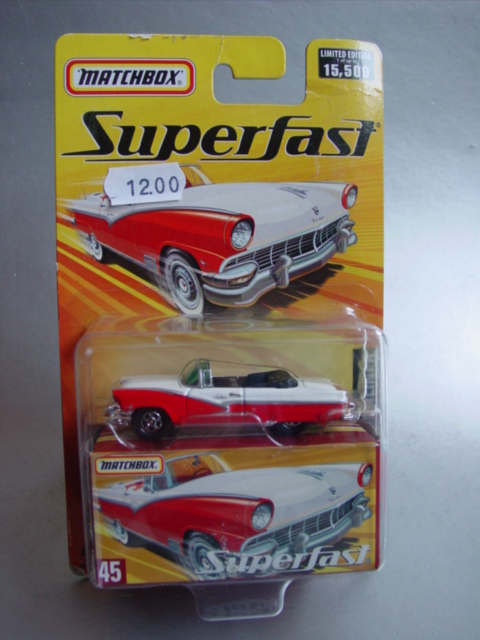 MATCHBOX
LIMITED EDITION
15,500
Superfast
12.00
MATCHBOX
Superfast
45